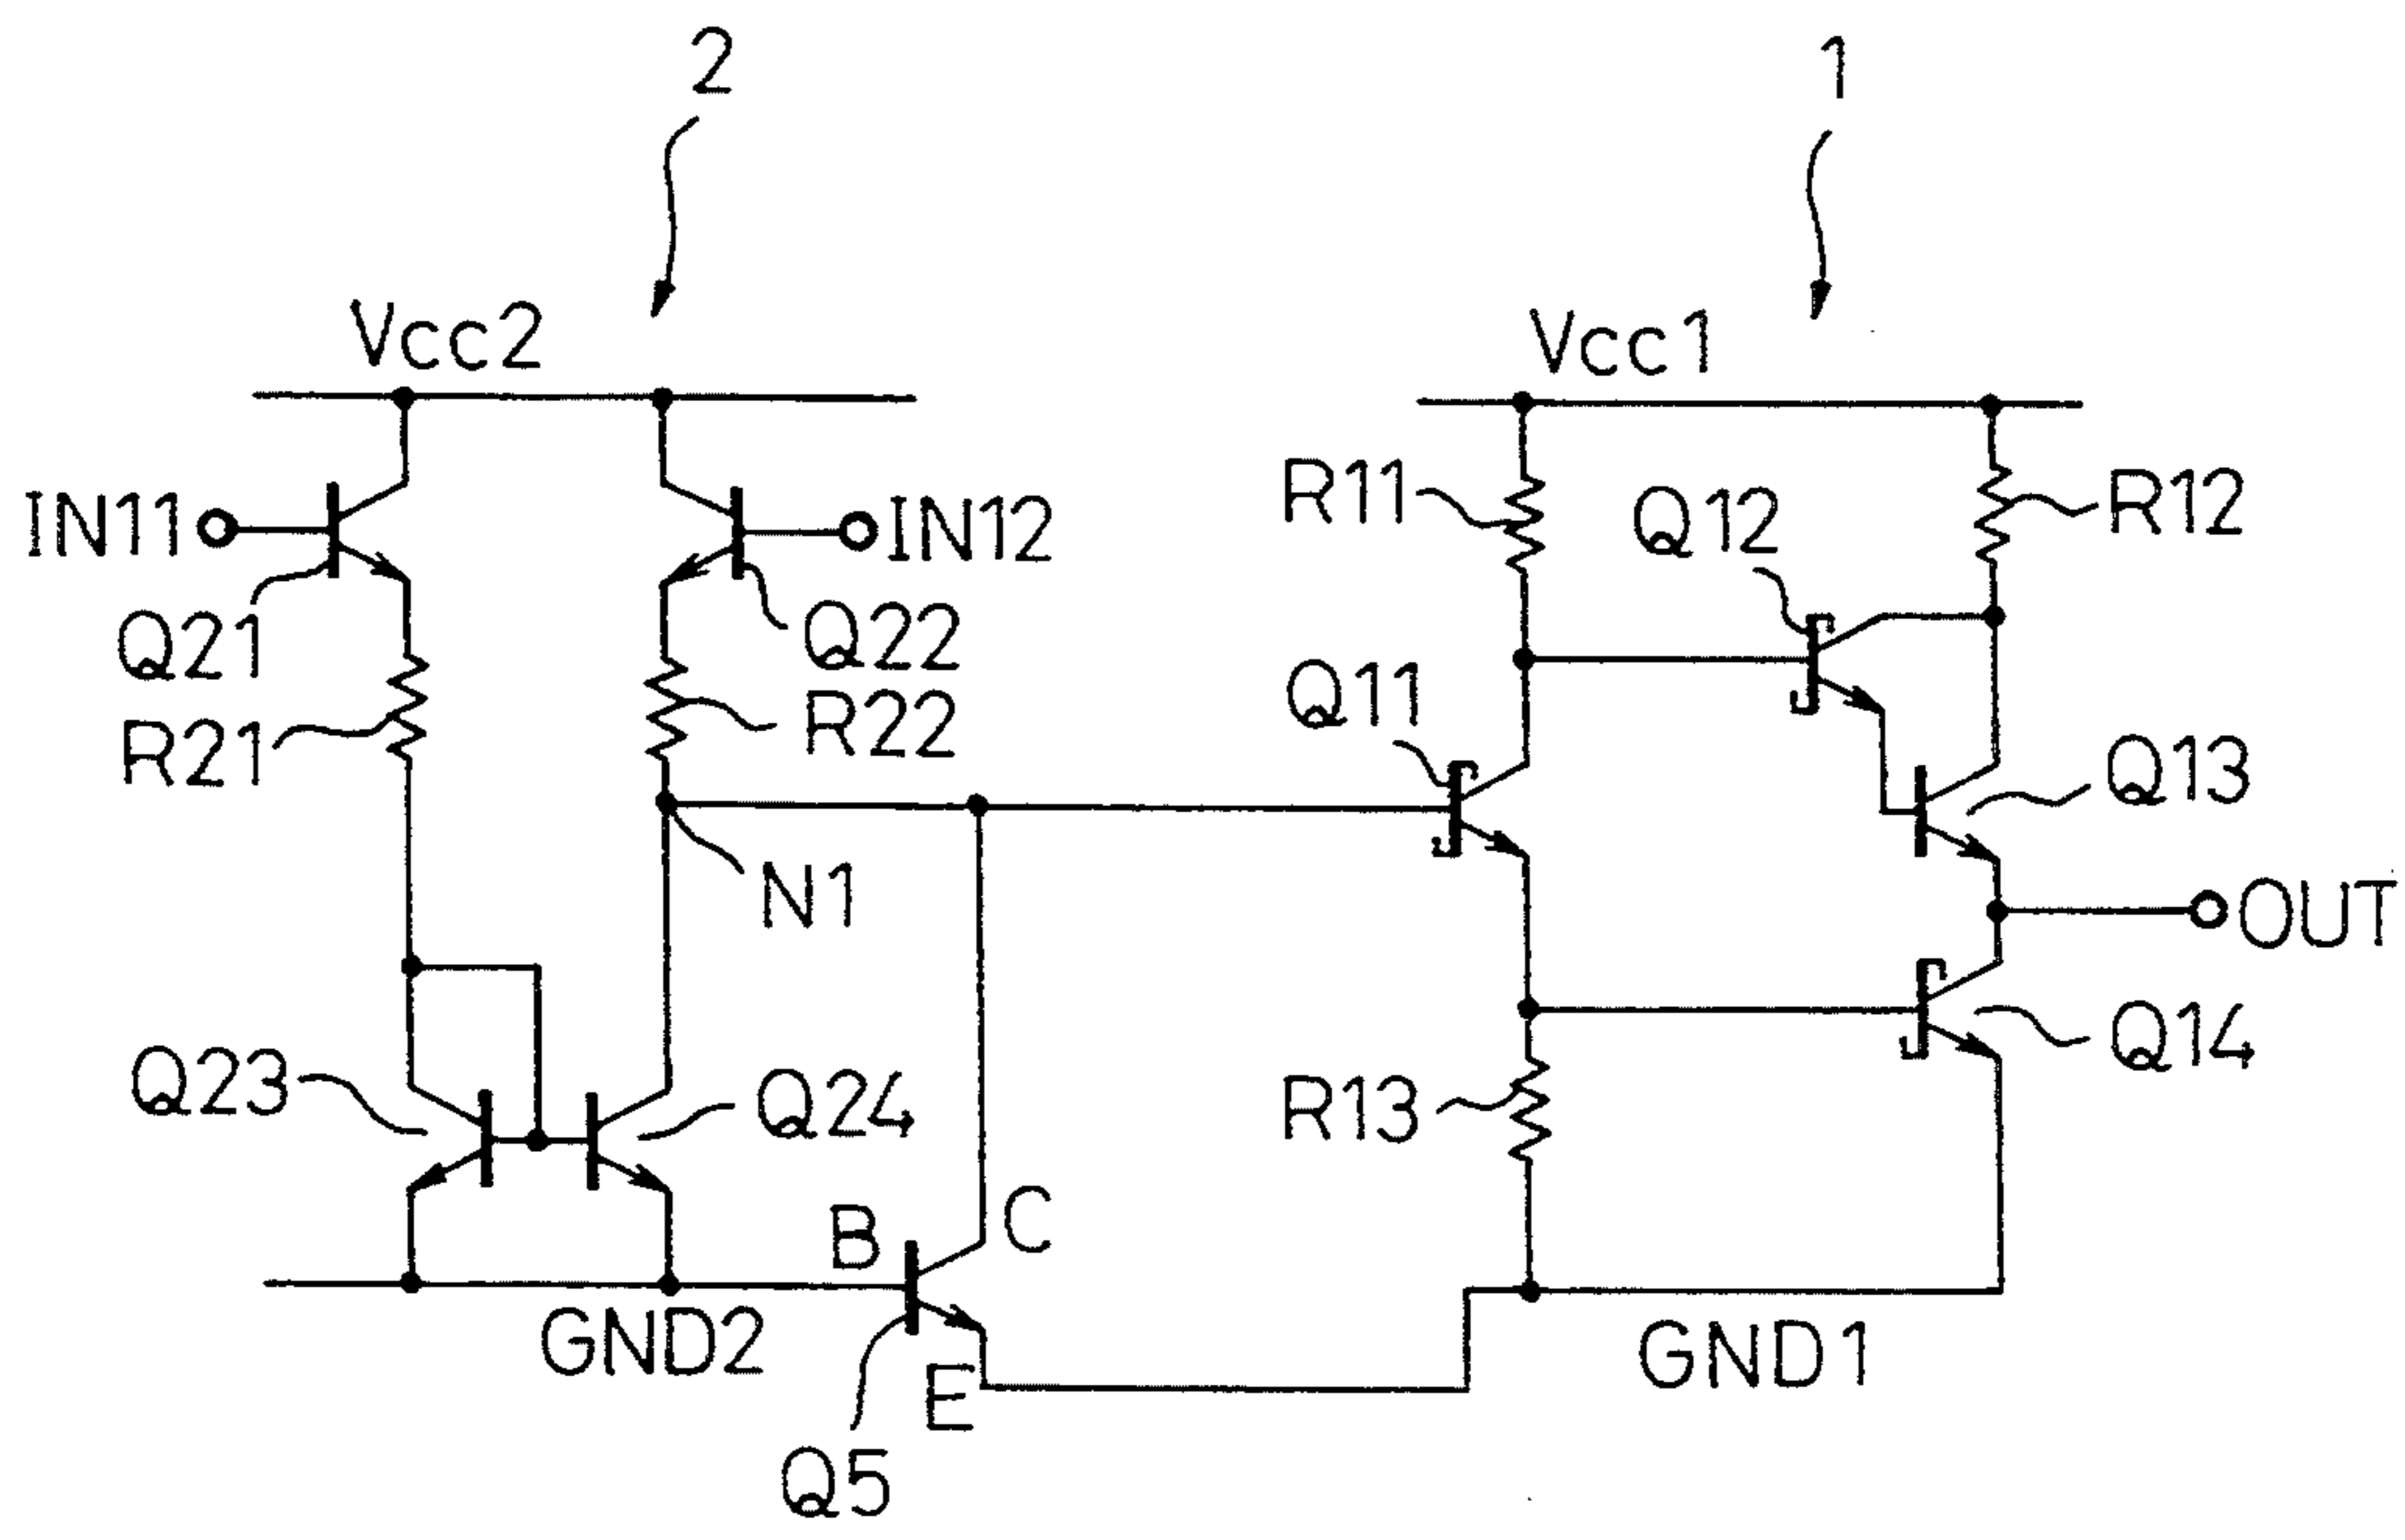 2
1
Vcc2
Vcc1
IN11
IN12
R11
Q12
R12
Q21
Q22
Q11
R21
R22
Q13
N1
OUT
Q23
Q24
R13
Q14
B
C
GND2
GND1
E
Q5